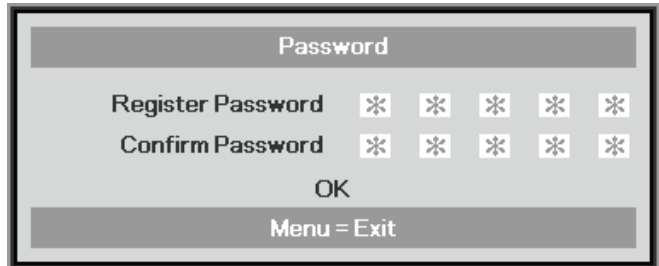 Password
Register Password * * * * *
Confirm Password * * * * *
OK
Menu = Exit